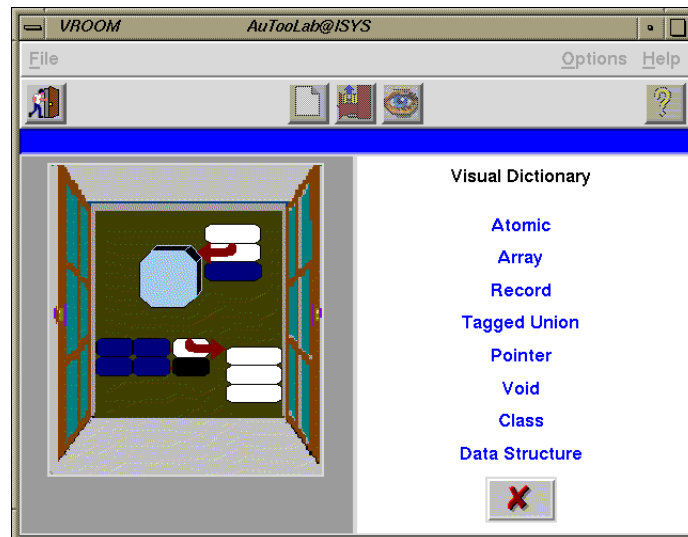 VROOM AuTooLab@ISYS
File Options Help
Visual Dictionary
Atomic
Array
Record
Tagged Union
Pointer
Void
Class
Data Structure